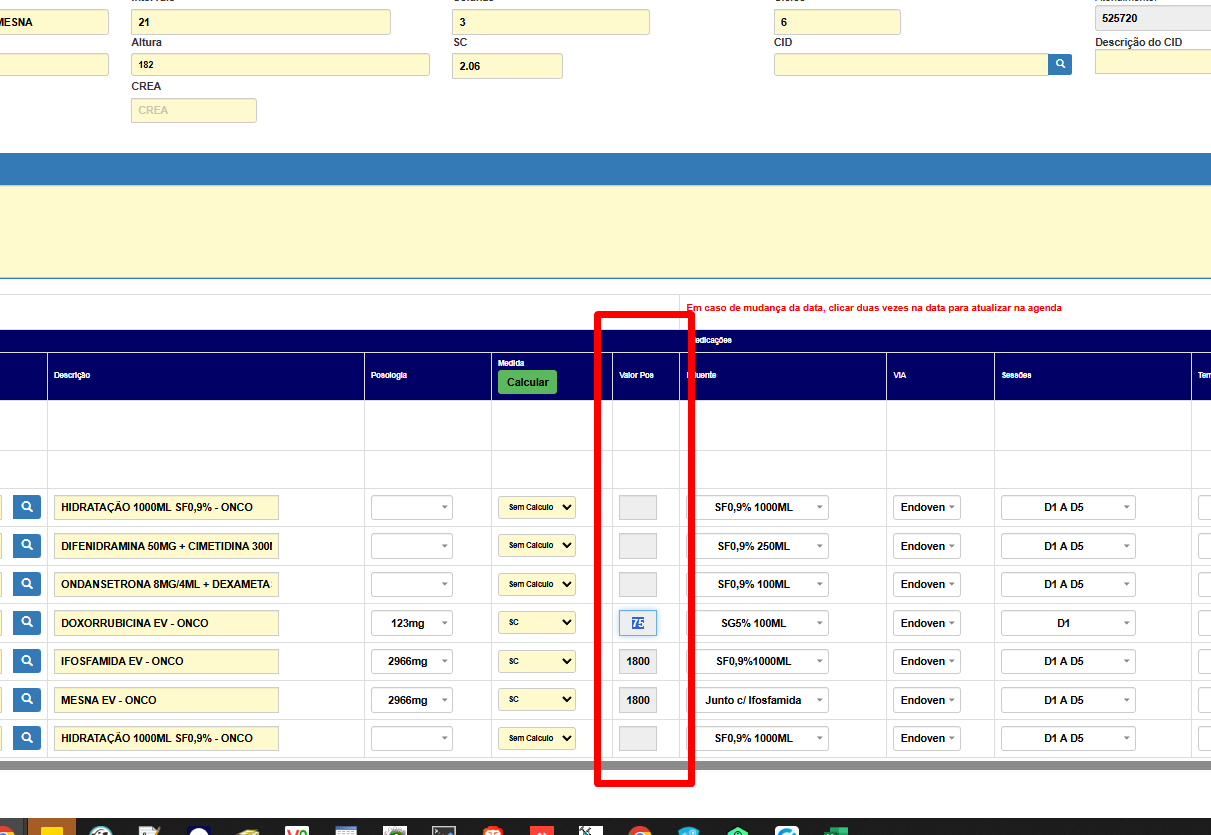 MESNA 21 3 6 525720
Altura SC CID Descrição do CID
182 2.06
CREA
CREA
Em caso de mudança da data, clicar duas vezes na data para atualizar na agenda
edicações
Descrição Posologia Medida Valor Pos luente VIA Sessões
Calcular
HIDRATAÇÃO 1000ML SF0,9% - ONCO Sem Calculo SF0,9% 1000ML Endoven D1 A D5
DIFENIDRAMINA 50MG + CIMETIDINA 300 Sem Calculo SF0,9% 250ML Endoven D1 A D5
ONDANSETRONA 8MG/4ML + DEXAMETA Sem Calculo SF0,9% 100ML Endoven D1 A D5
DOXORRUBICINA EV - ONCO 123mg SC 75 SG5% 100ML Endoven D1
IFOSFAMIDA EV - ONCO 2966mg SC 1800 SF0,9%1000ML Endoven D1 A D5
MESNA EV - ONCO 2966mg SC 1800 Junto c/ Ifosfamida Endoven D1 A D5
HIDRATAÇÃO 1000ML SF0,9% - ONCO Sem Calculo SF0,9% 1000ML Endoven D1 A D5